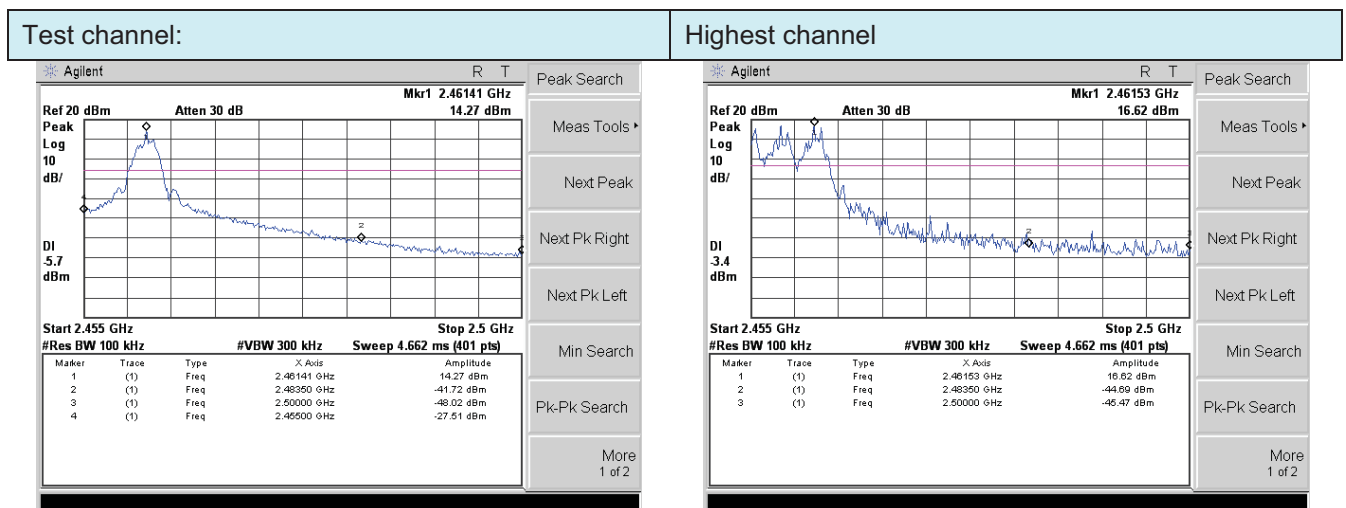 Test channel: Highest channel
Agilent R T
Mkr1 2.46141 GHz
Ref 20 dBm Atten 30 dB 14.27 dBm
Peak
Log
10
dB/
1
2
DI
-5.7
dBm
Start 2.455 GHz Stop 2.5 GHz
#Res BW 100 kHz #VBW 300 kHz Sweep 4.662 ms (401 pts)
Marker Trace Type X Axis Amplitude
1 (1) Freq 2.46141 GHz 14.27 dBm
2 (1) Freq 2.48350 GHz -41.72 dBm
3 (1) Freq 2.50000 GHz -48.02 dBm
4 (1) Freq 2.45500 GHz -27.51 dBm
Peak Search
Meas Tools
Next Peak
Next Pk Right
Next Pk Left
Min Search
Pk-Pk Search
More
1 of 2
Agilent R T
Mkr1 2.46153 GHz
Ref 20 dBm Atten 30 dB 16.62 dBm
Peak
Log
10
dB/
1
2
DI
-3.4
dBm
Start 2.455 GHz Stop 2.5 GHz
#Res BW 100 kHz #VBW 300 kHz Sweep 4.662 ms (401 pts)
Marker Trace Type X Axis Amplitude
1 (1) Freq 2.46153 GHz 16.62 dBm
2 (1) Freq 2.48350 GHz -44.69 dBm
3 (1) Freq 2.50000 GHz -45.47 dBm
Peak Search
Meas Tools
Next Peak
Next Pk Right
Next Pk Left
Min Search
Pk-Pk Search
More
1 of 2